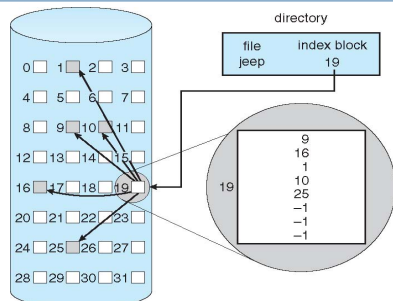 directory
file index block
jeep 19
0 1 2 3
4 5 6 7
8 9 10 11
12 13 14 15
16 17 18 19
20 21 22 23
24 25 26 27
28 29 30 31
19
9
16
1
10
25
–1
–1
–1